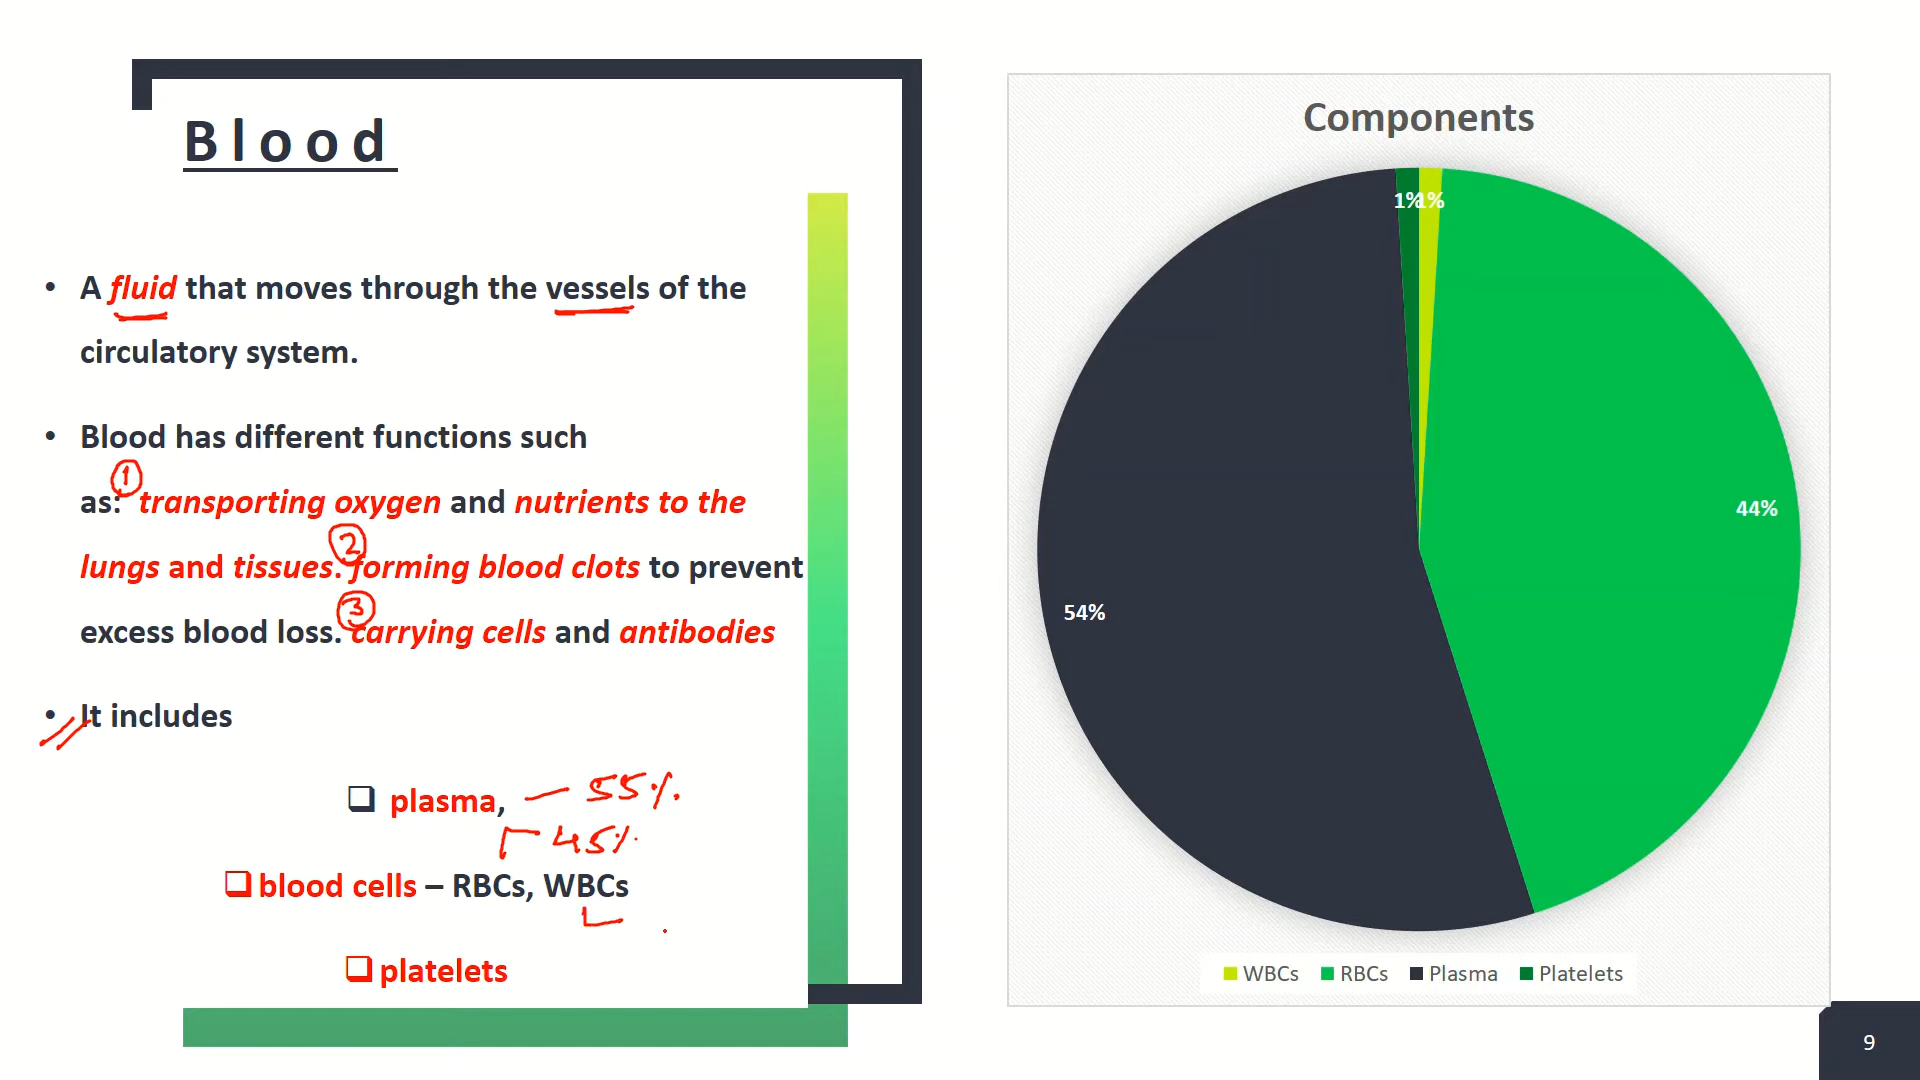 Blood
• A fluid that moves through the vessels of the
circulatory system.
• Blood has different functions such
①
as: transporting oxygen and nutrients to the
②
lungs and tissues. forming blood clots to prevent
③
excess blood loss. carrying cells and antibodies
• It includes
❑ plasma, — 55%
45%
❑ blood cells – RBCs, WBCs
❑ platelets
Components
1% 1%
44%
54%
WBCs RBCs Plasma Platelets
9